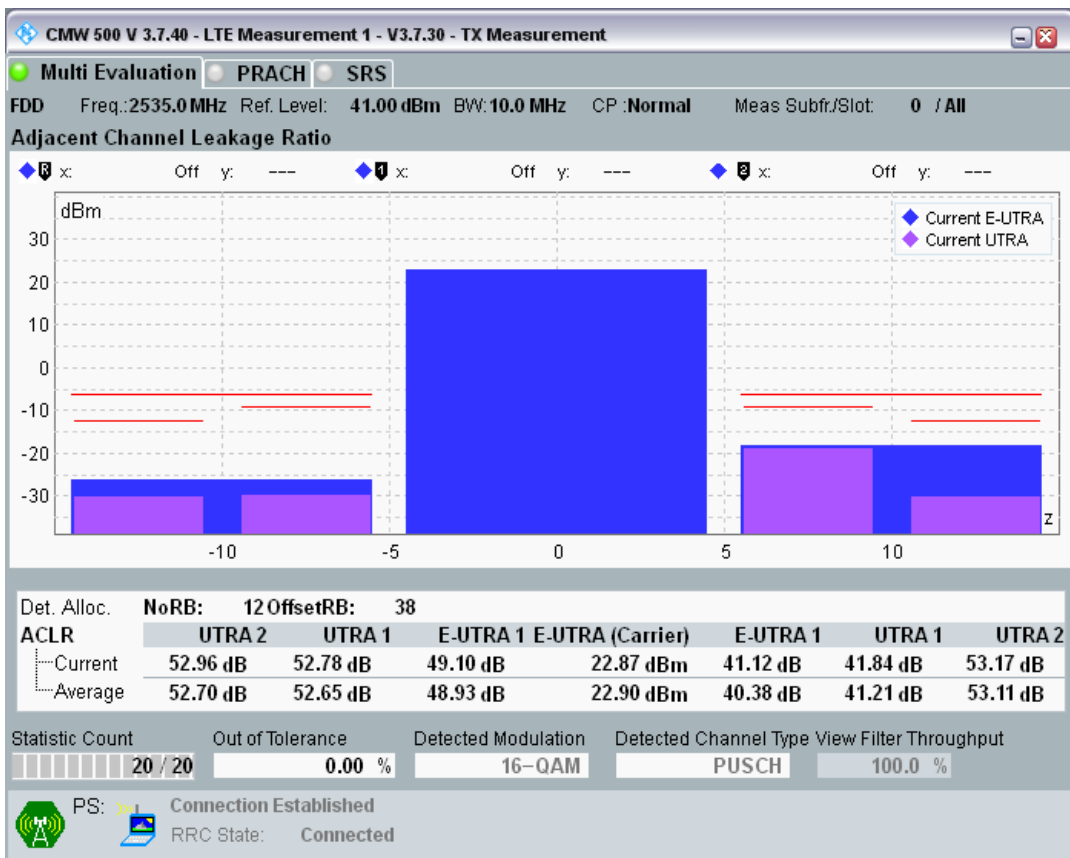 CMW 500 V 3.7.40 - LTE Measurement 1 - V3.7.30 - TX Measurement
Multi Evaluation PRACH SRS
FDD Freq.:2535.0 MHz Ref. Level: 41.00 dBm BW:10.0 MHz CP :Normal Meas Subfr./Slot: 0 / All
Adjacent Channel Leakage Ratio
R x: Off y: --- 1 x: Off y: --- 2 x: Off y: ---
dBm
Current E-UTRA
Current UTRA
30
20
10
0
-10
-20
-30
z
-10 -5 0 5 10
Det. Alloc. NoRB: 12 OffsetRB: 38
ACLR UTRA 2 UTRA 1 E-UTRA 1 E-UTRA (Carrier) E-UTRA 1 UTRA 1 UTRA 2
Current 52.96 dB 52.78 dB 49.10 dB 22.87 dBm 41.12 dB 41.84 dB 53.17 dB
Average 52.70 dB 52.65 dB 48.93 dB 22.90 dBm 40.38 dB 41.21 dB 53.11 dB
Statistic Count Out of Tolerance Detected Modulation Detected Channel Type View Filter Throughput
20 / 20 0.00 % 16-QAM PUSCH 100.0 %
PS: Connection Established
RRC State: Connected